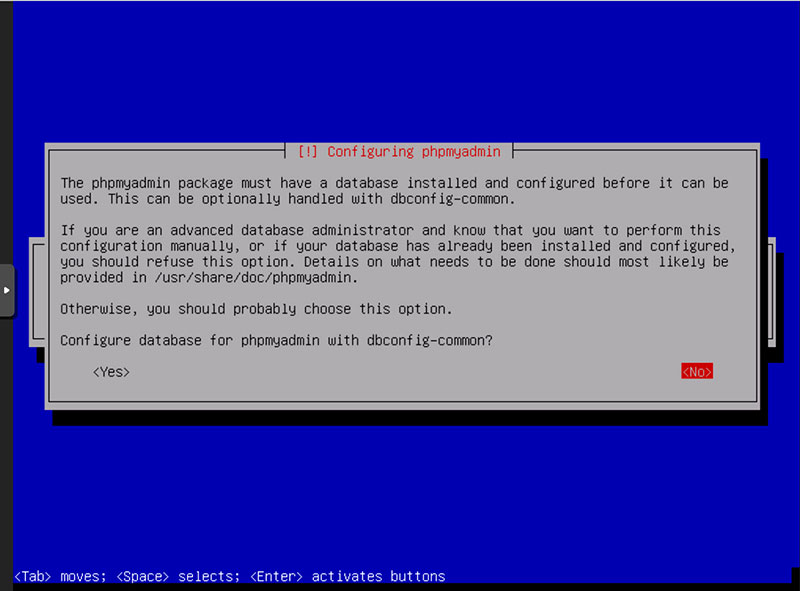 [!] Configuring phpmyadmin
The phpmyadmin package must have a database installed and configured before it can be
used. This can be optionally handled with dbconfig-common.
If you are an advanced database administrator and know that you want to perform this
configuration manually, or if your database has already been installed and configured,
you should refuse this option. Details on what needs to be done should most likely be
provided in /usr/share/doc/phpmyadmin.
Otherwise, you should probably choose this option.
Configure database for phpmyadmin with dbconfig-common?
<Yes> <No>
<Tab> moves; <Space> selects; <Enter> activates buttons